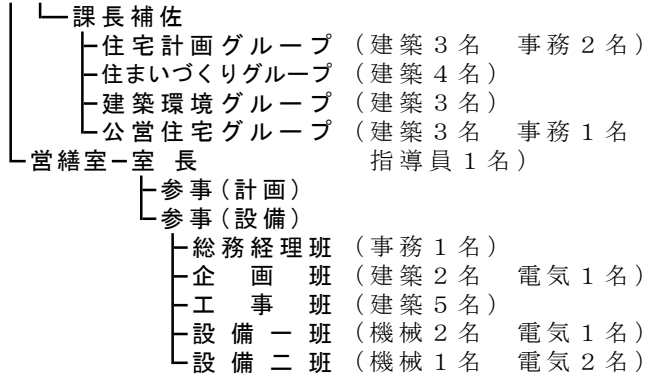 課長補佐
住宅計画グループ（建築３名　事務２名）
住まいづくりグループ（建築４名）
建築環境グループ（建築３名）
公営住宅グループ（建築３名　事務１名
営繕室－室　長　　　　　指導員１名）
参事（計画）
参事（設備）
総務経理班（事務１名）
企　画　班（建築２名　電気１名）
工　事　班（建築５名）
設備一班（機械２名　電気１名）
設備二班（機械１名　電気２名）